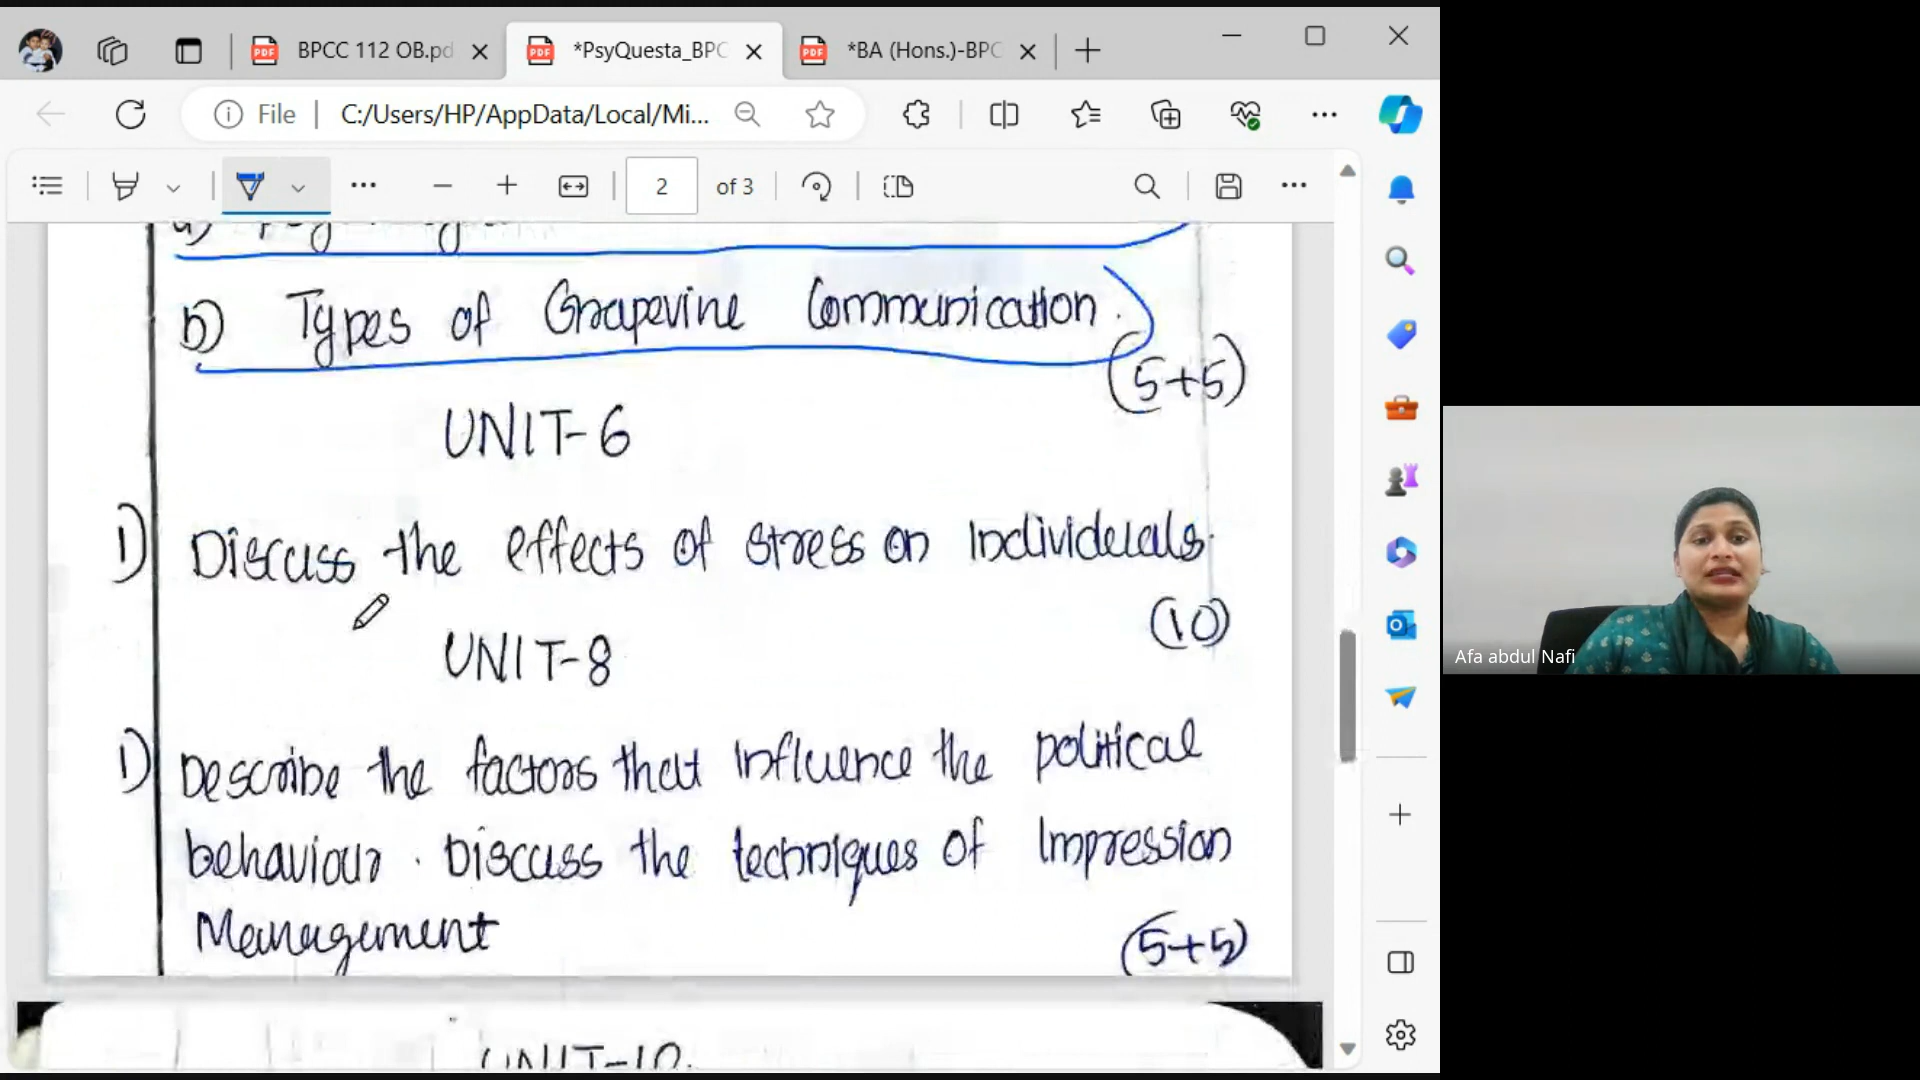 BPCC 112 OB.pd
*PsyQuesta_BPC
*BA (Hons.)-BPC
File
C:/Users/HP/AppData/Local/Mi...
2
of 3
b) Types of Grapevine Communication.
(5+5)
UNIT-6
1) Discuss the effects of stress on Individuals.
(10)
UNIT-8
1) Describe the factors that influence the political
behaviour. Discuss the techniques of Impression
Management
(5+5)
UNIT-10.
Afa abdul Nafi